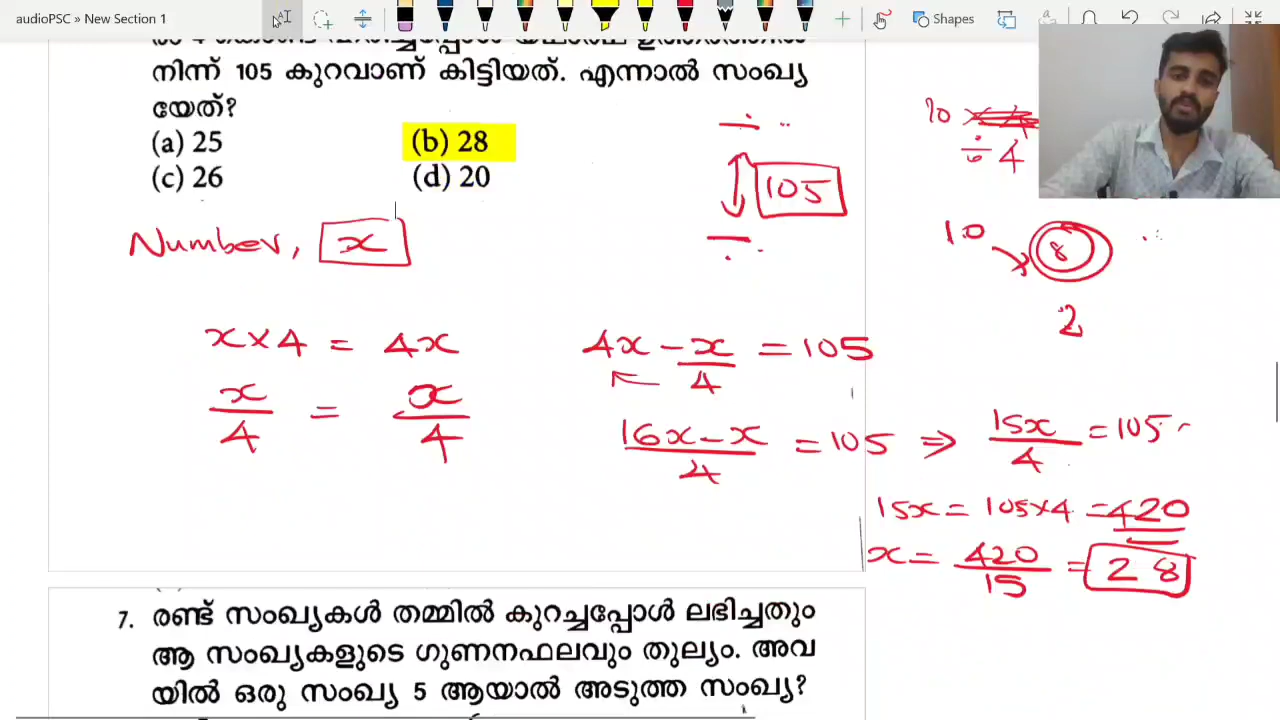 audioPSC » New Section 1
Shapes
നിന്ന് 105 കുറവാണ് കിട്ടിയത്. എന്നാൽ സംഖ്യ
യേത്?
(a) 25
(b) 28
(c) 26
(d) 20
105
10
÷ 4
Number, x
10
8
2
x×4 = 4x
4x - x/4 = 105
x/4 = x/4
16x-x/4 = 105 ⇒ 15x/4 = 105
15x = 105×4 = 420
x = 420/15 = 28
7. രണ്ട് സംഖ്യകൾ തമ്മിൽ കുറച്ചപ്പോൾ ലഭിച്ചതും
ആ സംഖ്യകളുടെ ഗുണനഫലവും തുല്യം. അവ
യിൽ ഒരു സംഖ്യ 5 ആയാൽ അടുത്ത സംഖ്യ?